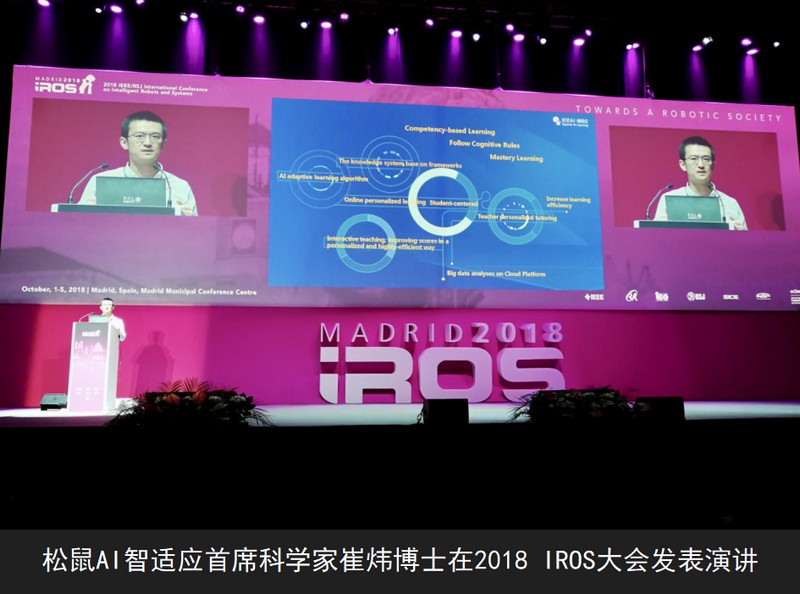 MADRID2018
iROS
2018 IEEE/RSJ International Conference
on Intelligent Robots and Systems
TOWARDS A ROBOTIC SOCIETY
Competency-based Learning
Follow Cognitive Rules
Mastery Learning
The knowledge system base on frameworks
AI adaptive learning algorithm
Online personalized learning
Student-centered
Increase learning
efficiency
Teacher personalized tutoring
Interactive teaching; improving scores in a
personalized and highly-efficient way...
Big data analyses on Cloud Platform
October, 1-5, 2018 | Madrid, Spain, Madrid Municipal Conference Centre
IEEE
RSJ
SICE
MADRID2018
iROS
松鼠AI智适应首席科学家崔炜博士在2018 IROS大会发表演讲